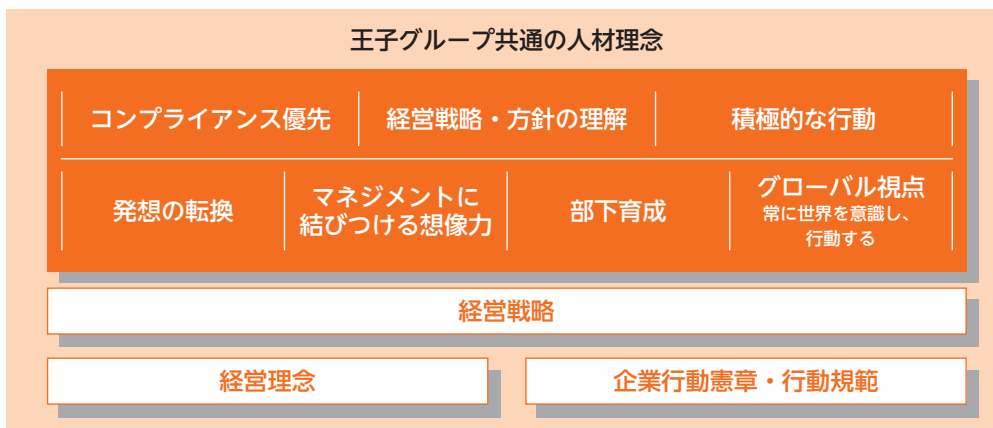 王子グループ共通の人材理念
コンプライアンス優先
経営戦略・方針の理解
積極的な行動
発想の転換
マネジメントに
結びつける想像力
部下育成
グローバル視点
常に世界を意識し、
行動する
経営戦略
経営理念
企業行動憲章・行動規範